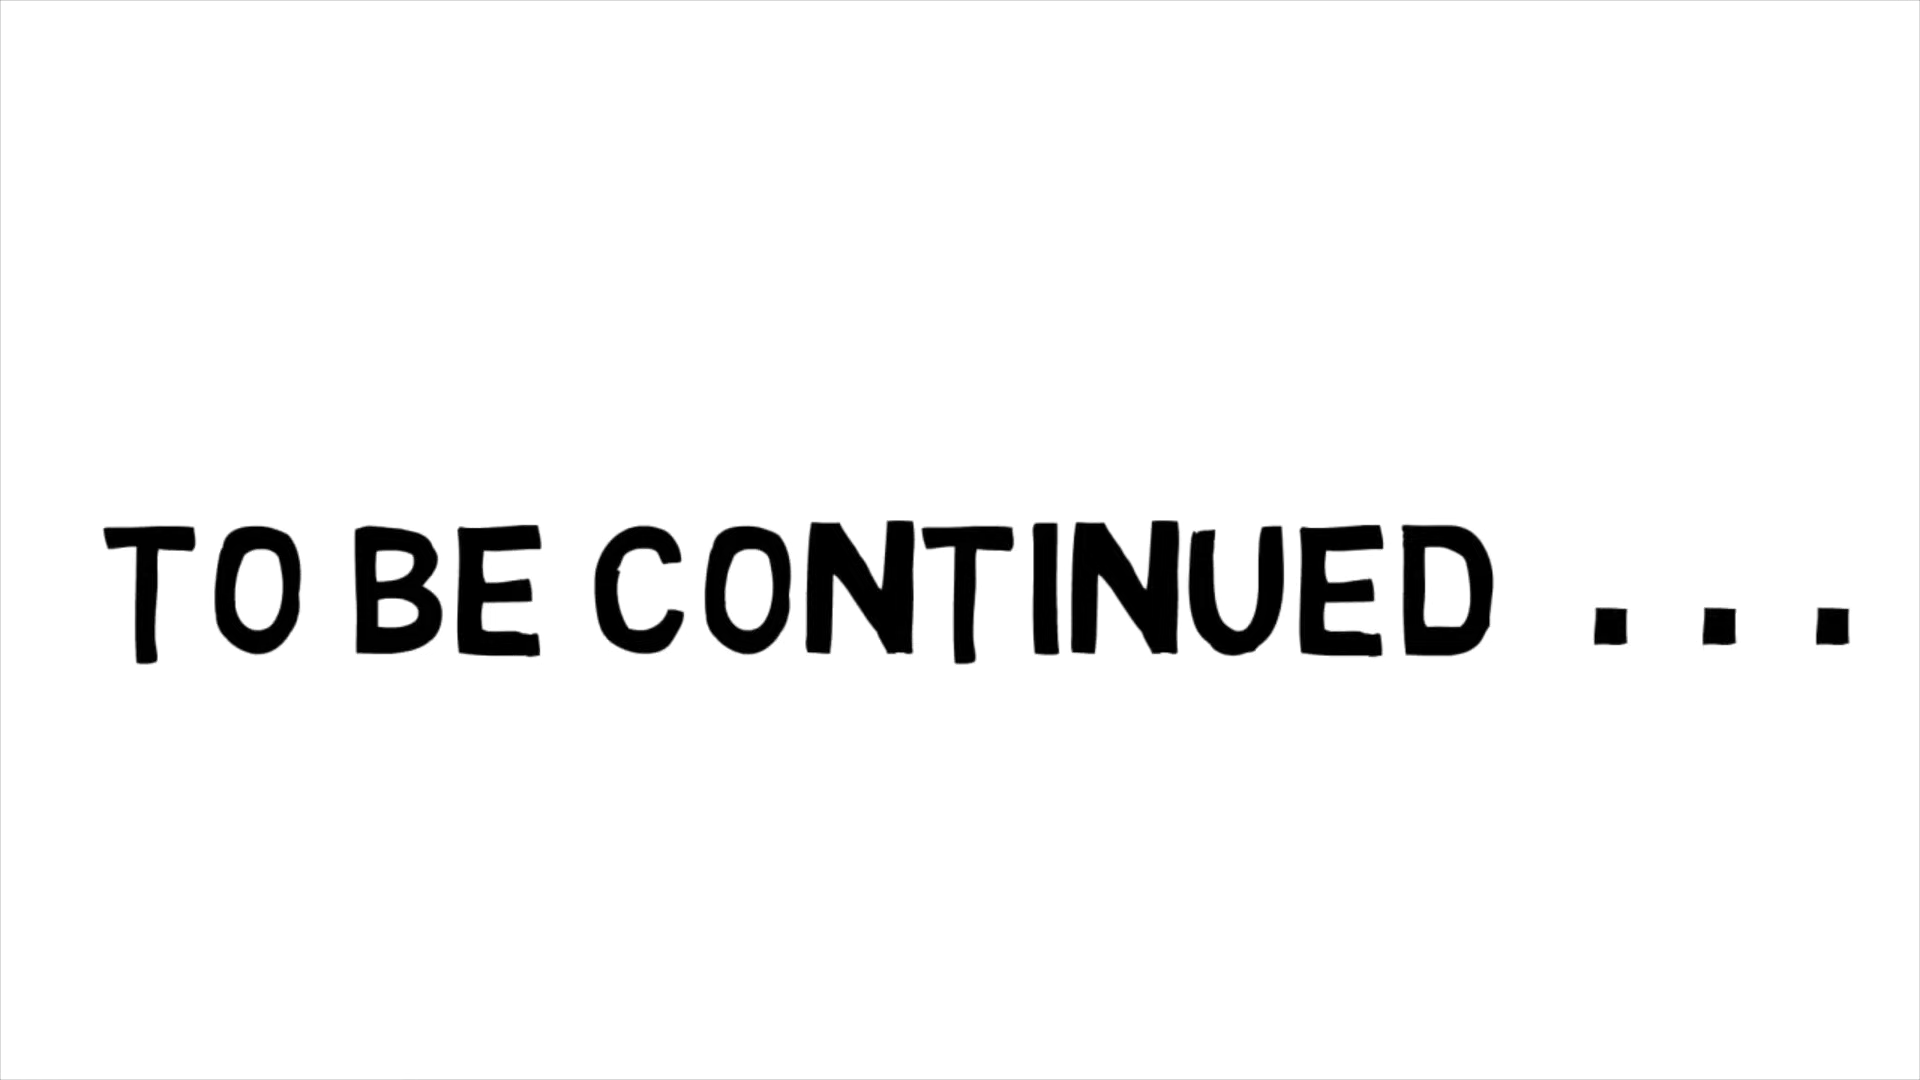 TO BE CONTINUED . . .